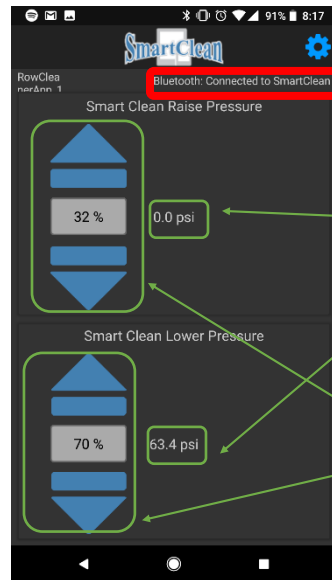 91% 8:17
SmartClean
RowClea
nerApp_1
Bluetooth: Connected to SmartClean
Smart Clean Raise Pressure
32 %
0.0 psi
Smart Clean Lower Pressure
70 %
63.4 psi